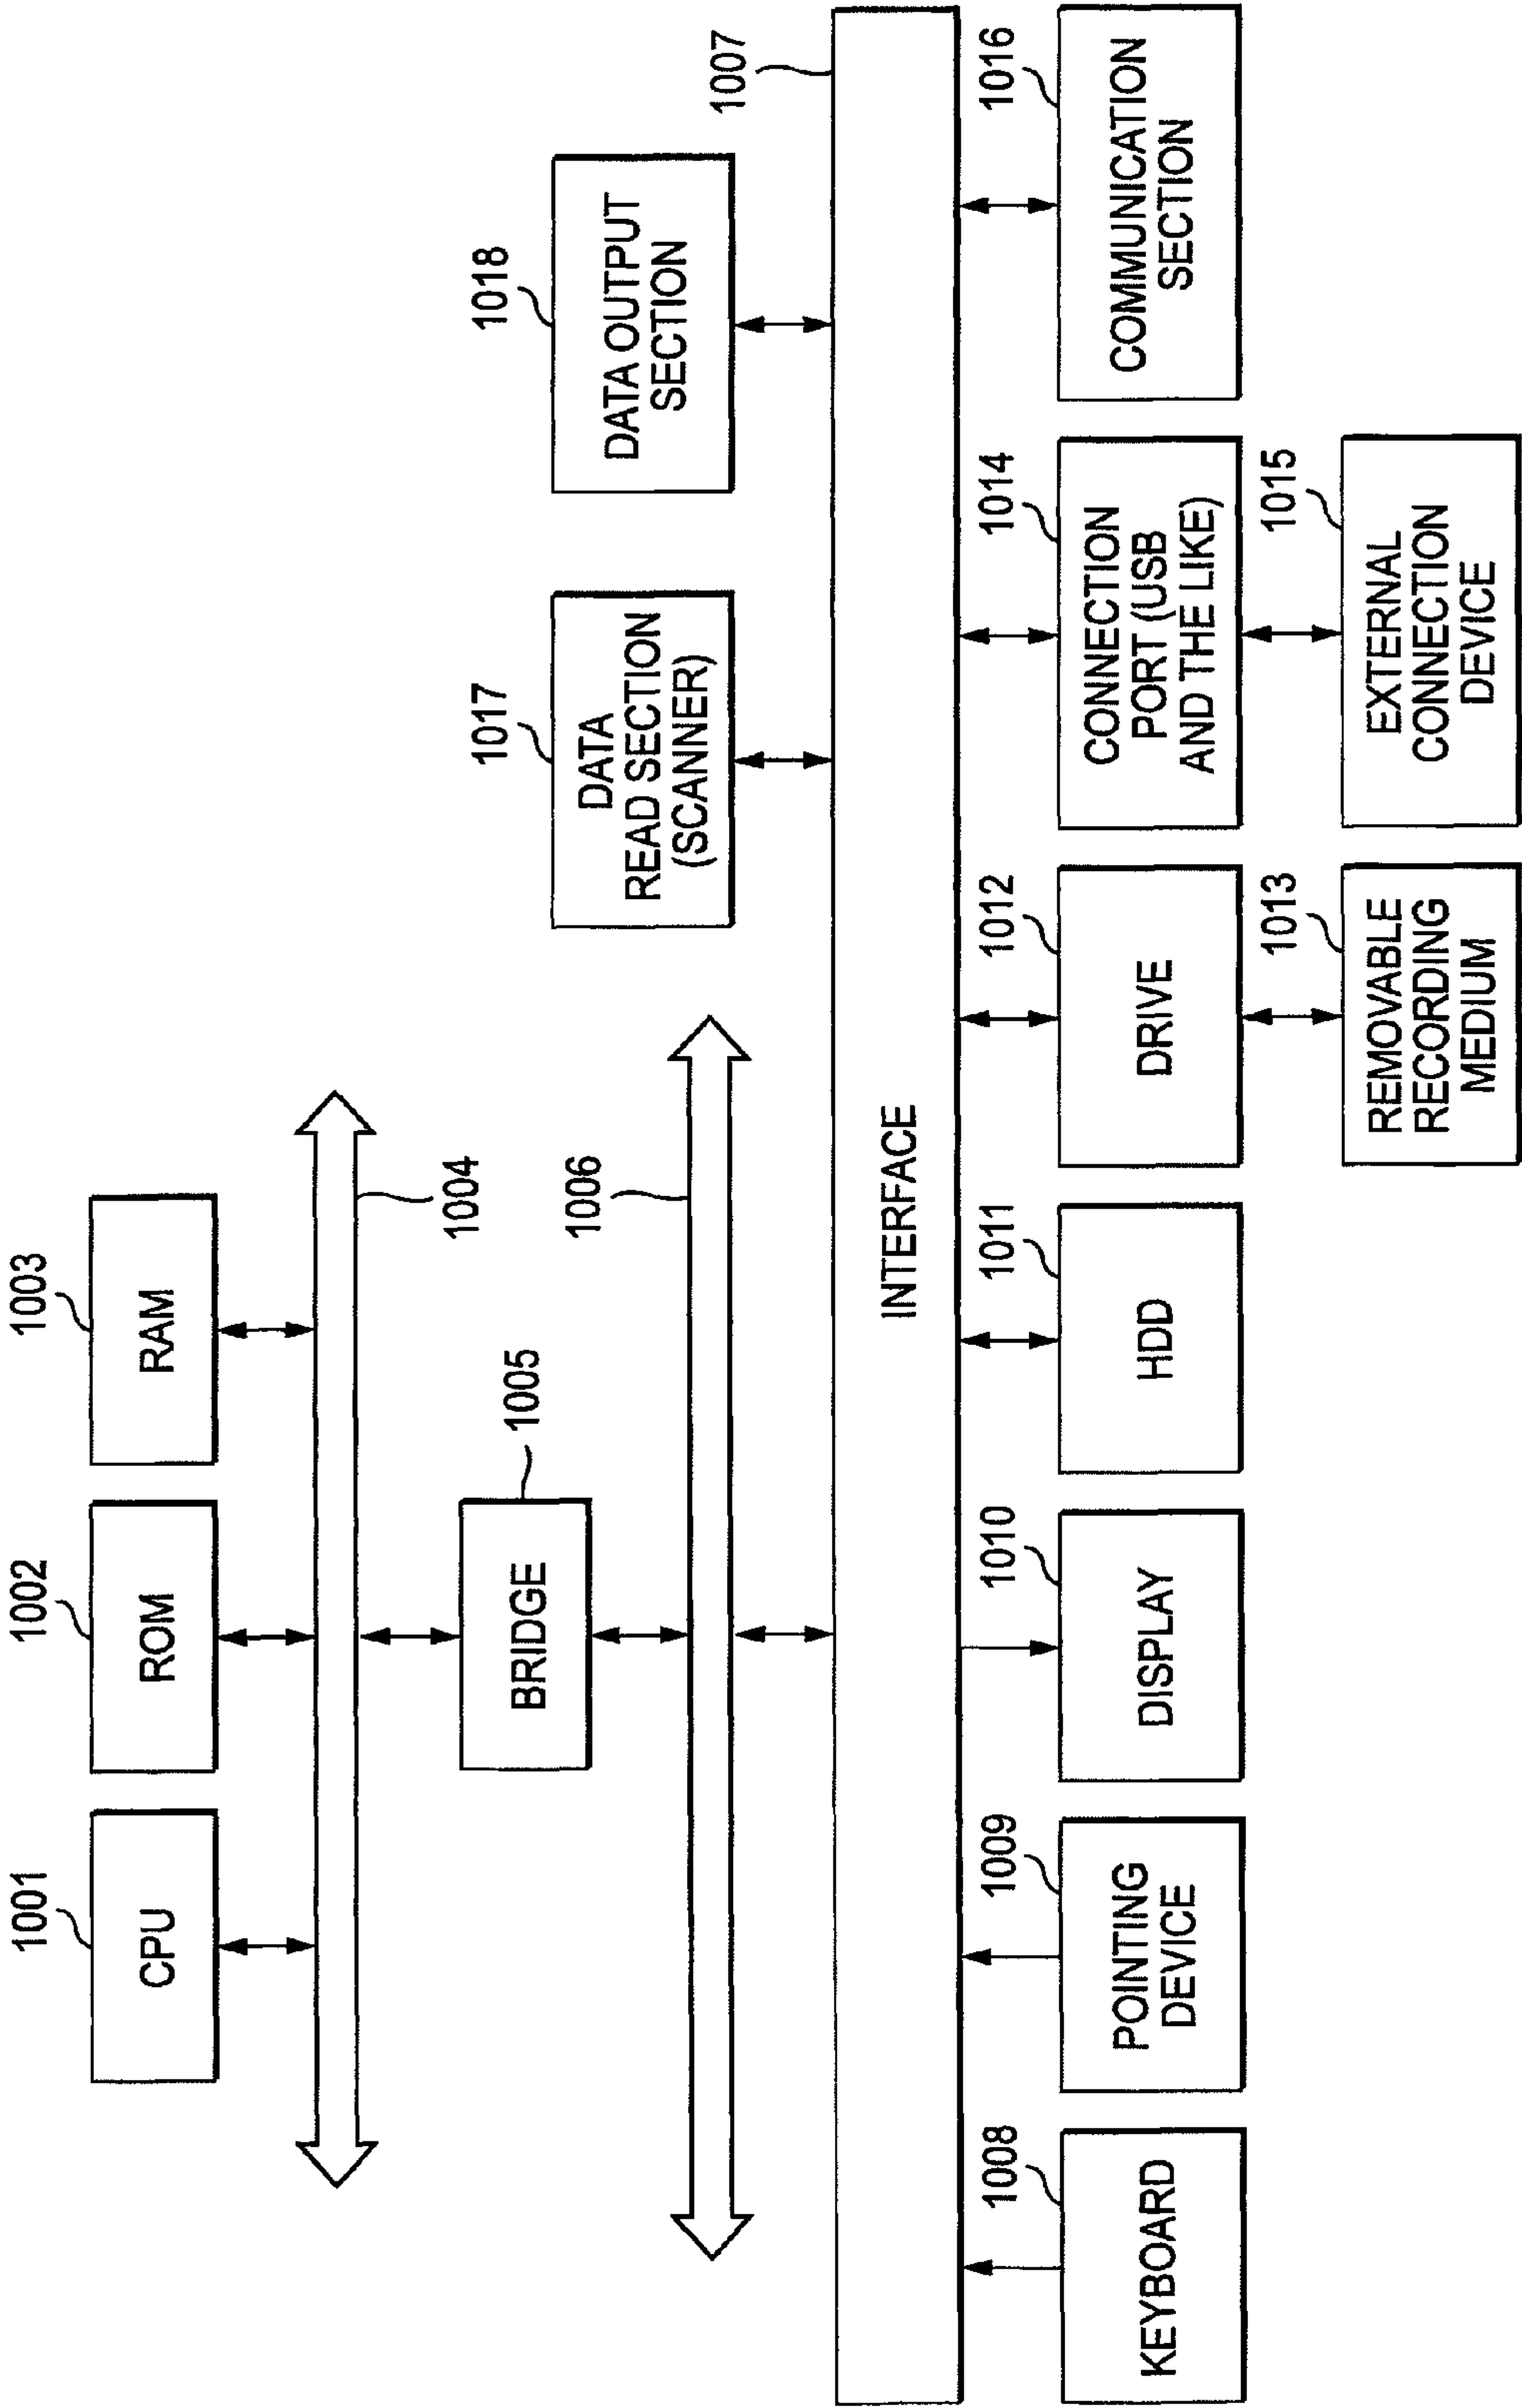 1001
CPU
1002
ROM
1003
RAM
1004
1005
BRIDGE
1006
1017
DATA
READ SECTION
(SCANNER)
1018
DATA OUTPUT
SECTION
1007
INTERFACE
1008
KEYBOARD
1009
POINTING
DEVICE
1010
DISPLAY
1011
HDD
1012
DRIVE
1014
CONNECTION
PORT (USB
AND THE LIKE)
1016
COMMUNICATION
SECTION
1013
REMOVABLE
RECORDING
MEDIUM
1015
EXTERNAL
CONNECTION
DEVICE